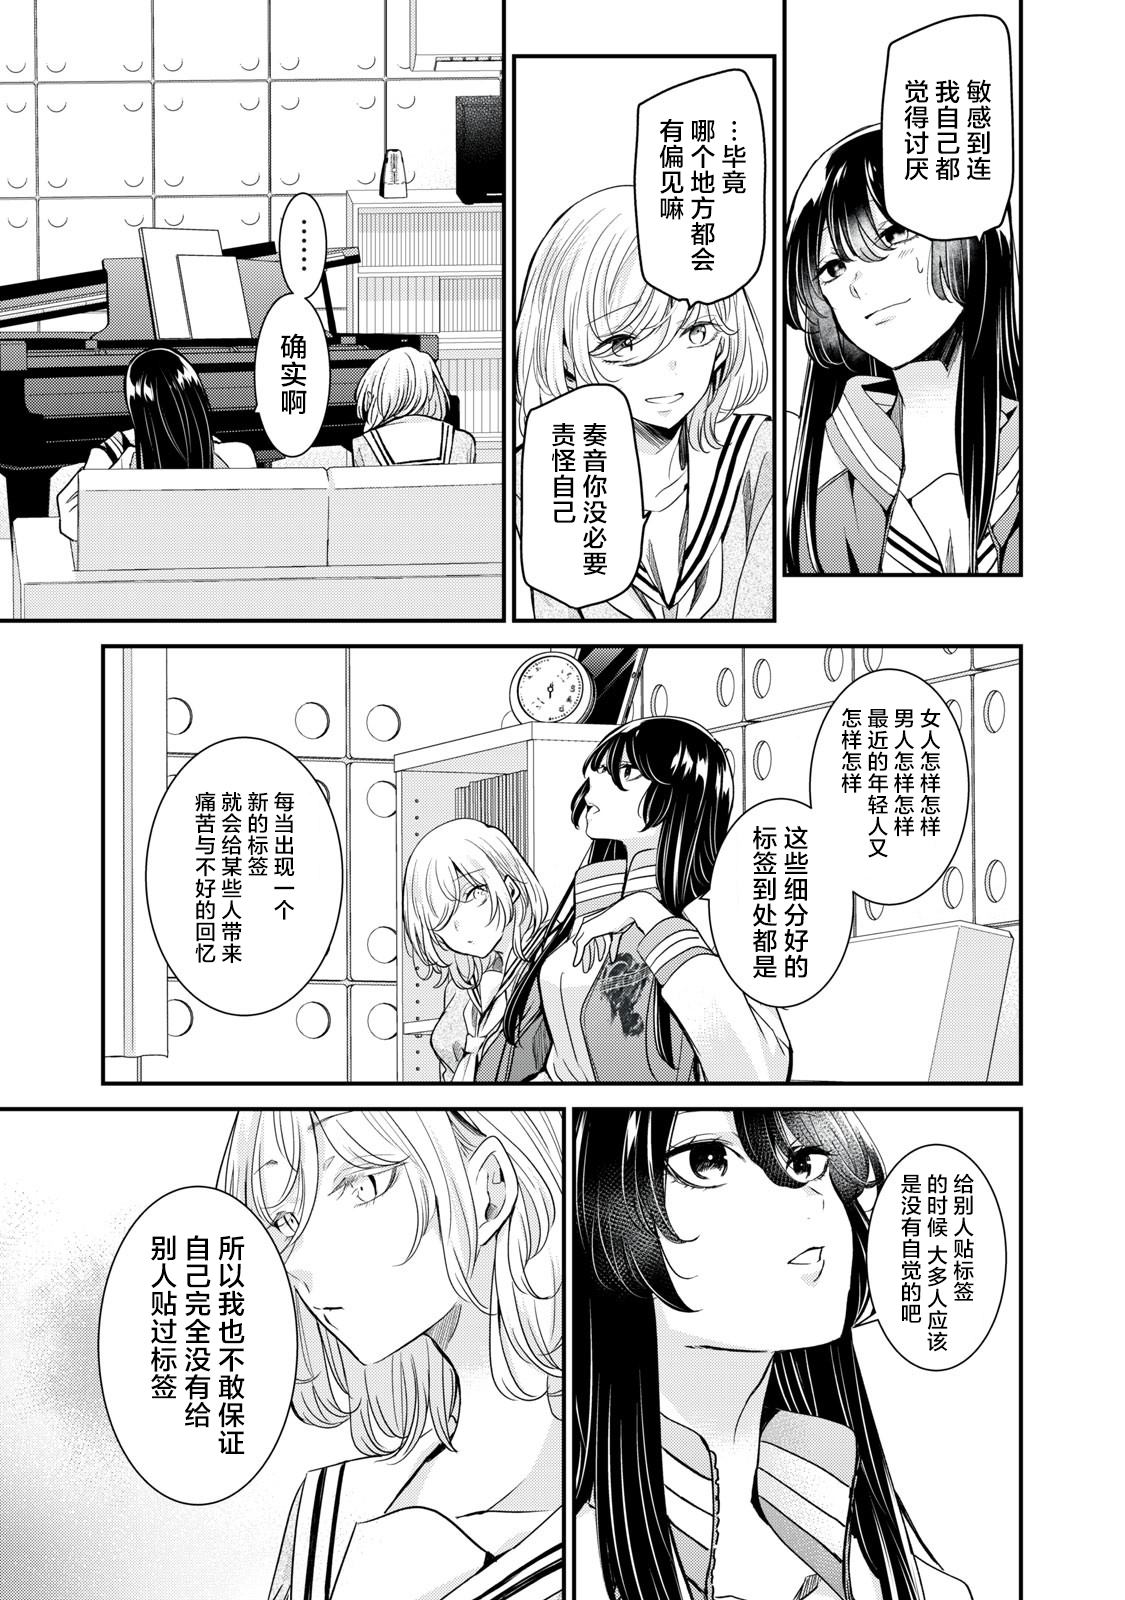 敏感到连
我自己都
觉得讨厌
…毕竟
哪个地方都会
有偏见嘛
奏音你没必要
责怪自己
……
确实啊
女人怎样怎样
男人怎样怎样
最近的年轻人又
怎样怎样
这些细分好的
标签到处都是
每当出现一个
新的标签
就会给某些人带来
痛苦与不好的回忆
给别人贴标签
的时候 大多人应该
是没有自觉的吧
所以我也不敢保证
自己完全没有给
别人贴过标签